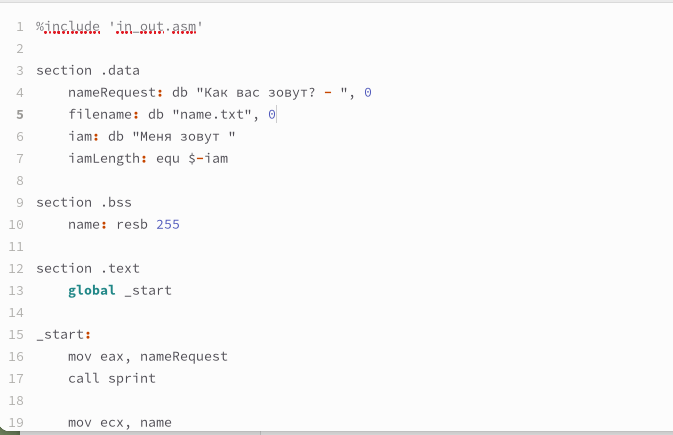 1 %include 'in_out.asm'
2
3 section .data
4 nameRequest: db "Как вас зовут? - ", 0
5 filename: db "name.txt", 0
6 iam: db "Меня зовут "
7 iamLength: equ $-iam
8
9 section .bss
10 name: resb 255
11
12 section .text
13 global _start
14
15 _start:
16 mov eax, nameRequest
17 call sprint
18
19 mov ecx, name